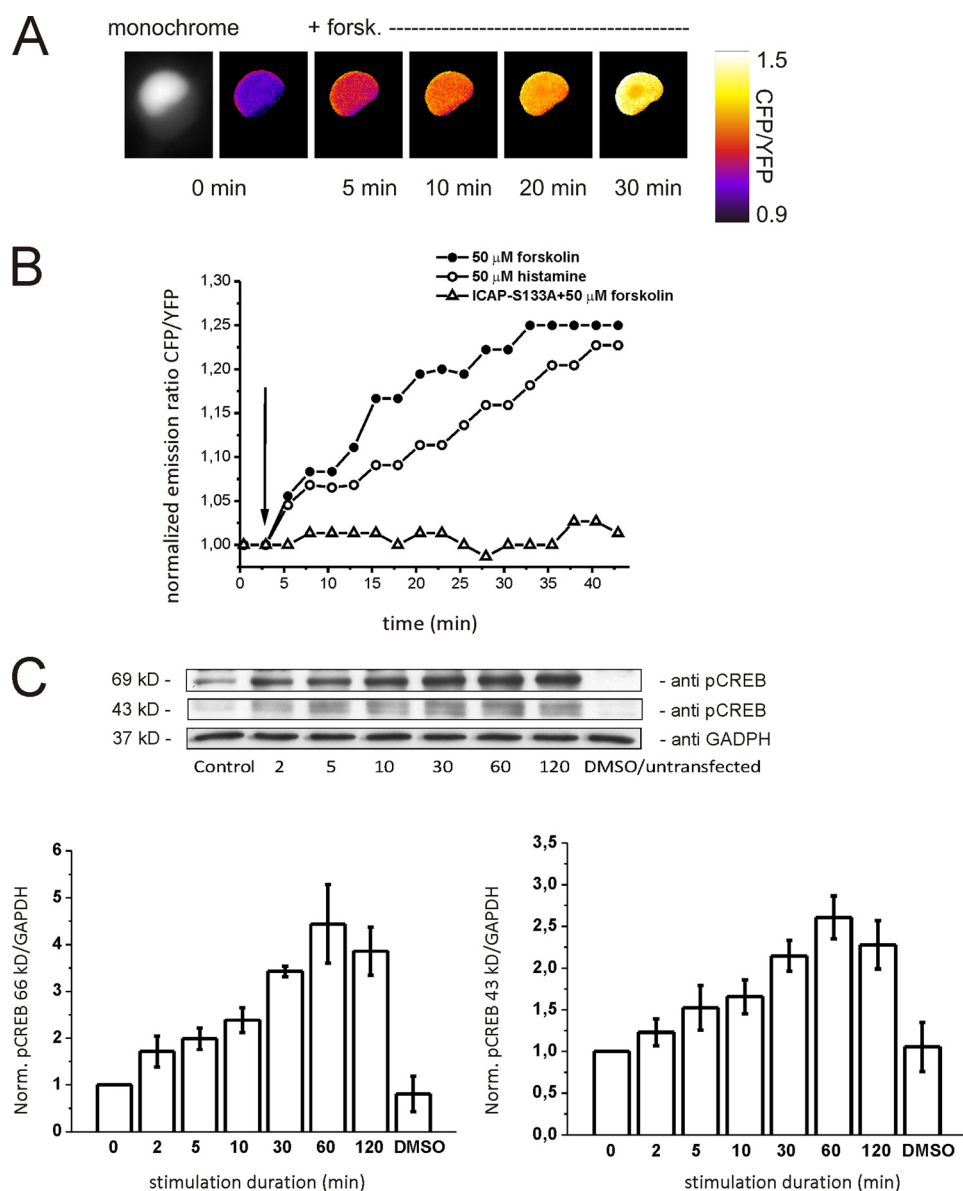 A
monochrome + forsk. --------------------------------
0 min 5 min 10 min 20 min 30 min
1.5
CFP/YFP
0.9
B
50 µM forskolin
50 µM histamine
ICAP-S133A+50 µM forskolin
normalized emission ratio CFP/YFP
1,30
1,25
1,20
1,15
1,10
1,05
1,00
0 5 10 15 20 25 30 35 40
time (min)
C
69 kD - - anti pCREB
43 kD - - anti pCREB
37 kD - - anti GADPH
Control 2 5 10 30 60 120 DMSO/untransfected
Norm. pCREB 66 kD/GAPDH
6
5
4
3
2
1
0
0 2 5 10 30 60 120 DMSO
stimulation duration (min)
Norm. pCREB 43 kD/GAPDH
3,5
3,0
2,5
2,0
1,5
1,0
0,5
0,0
0 2 5 10 30 60 120 DMSO
stimulation duration (min)